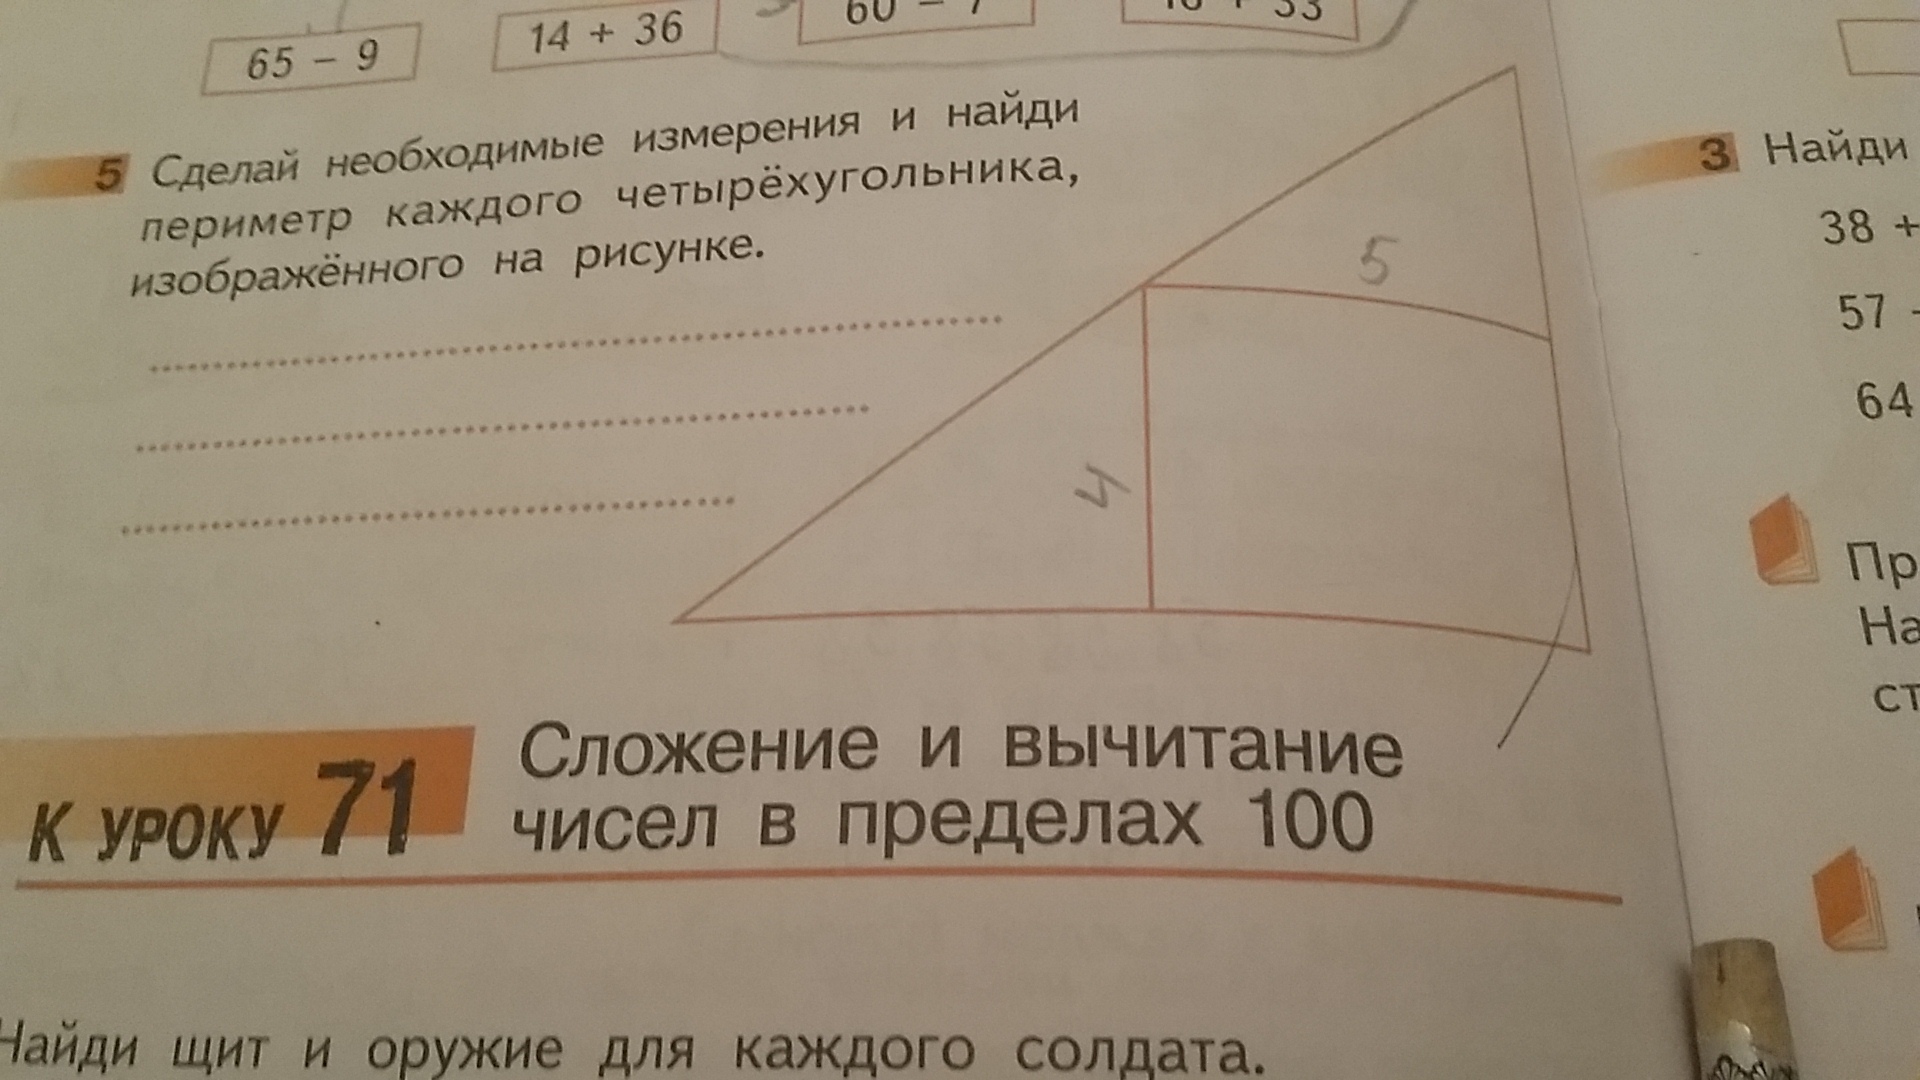 65 – 9
14 + 36
60 – 7
5 Сделай необходимые измерения и найди
периметр каждого четырёхугольника,
изображённого на рисунке.
5
4
К УРОКУ 71
Сложение и вычитание
чисел в пределах 100
Найди щит и оружие для каждого солдата.
3 Найди
38 +
57 -
64
Пр
На
ст